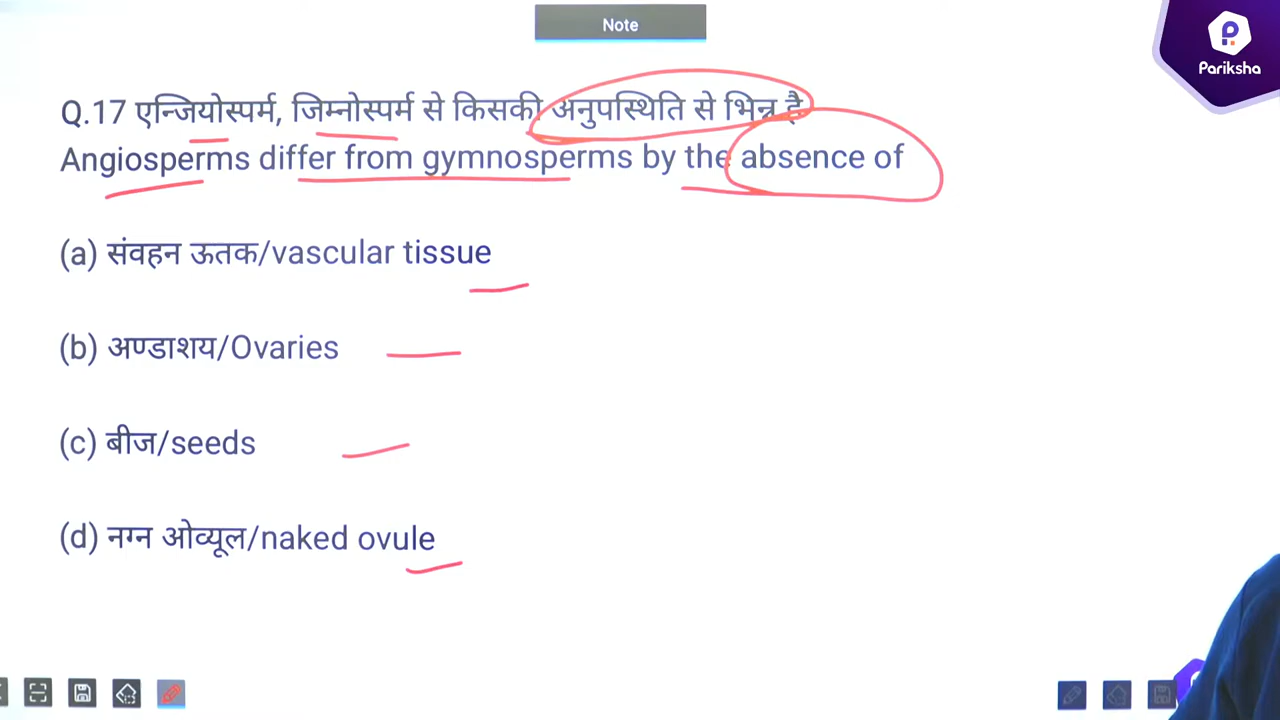 Note
Pariksha
Q.17 एन्जियोस्पर्म, जिम्नोस्पर्म से किसकी अनुपस्थिति से भिन्न है
Angiosperms differ from gymnosperms by the absence of
(a) संवहन ऊतक/vascular tissue
(b) अण्डाशय/Ovaries
(c) बीज/seeds
(d) नग्न ओव्यूल/naked ovule